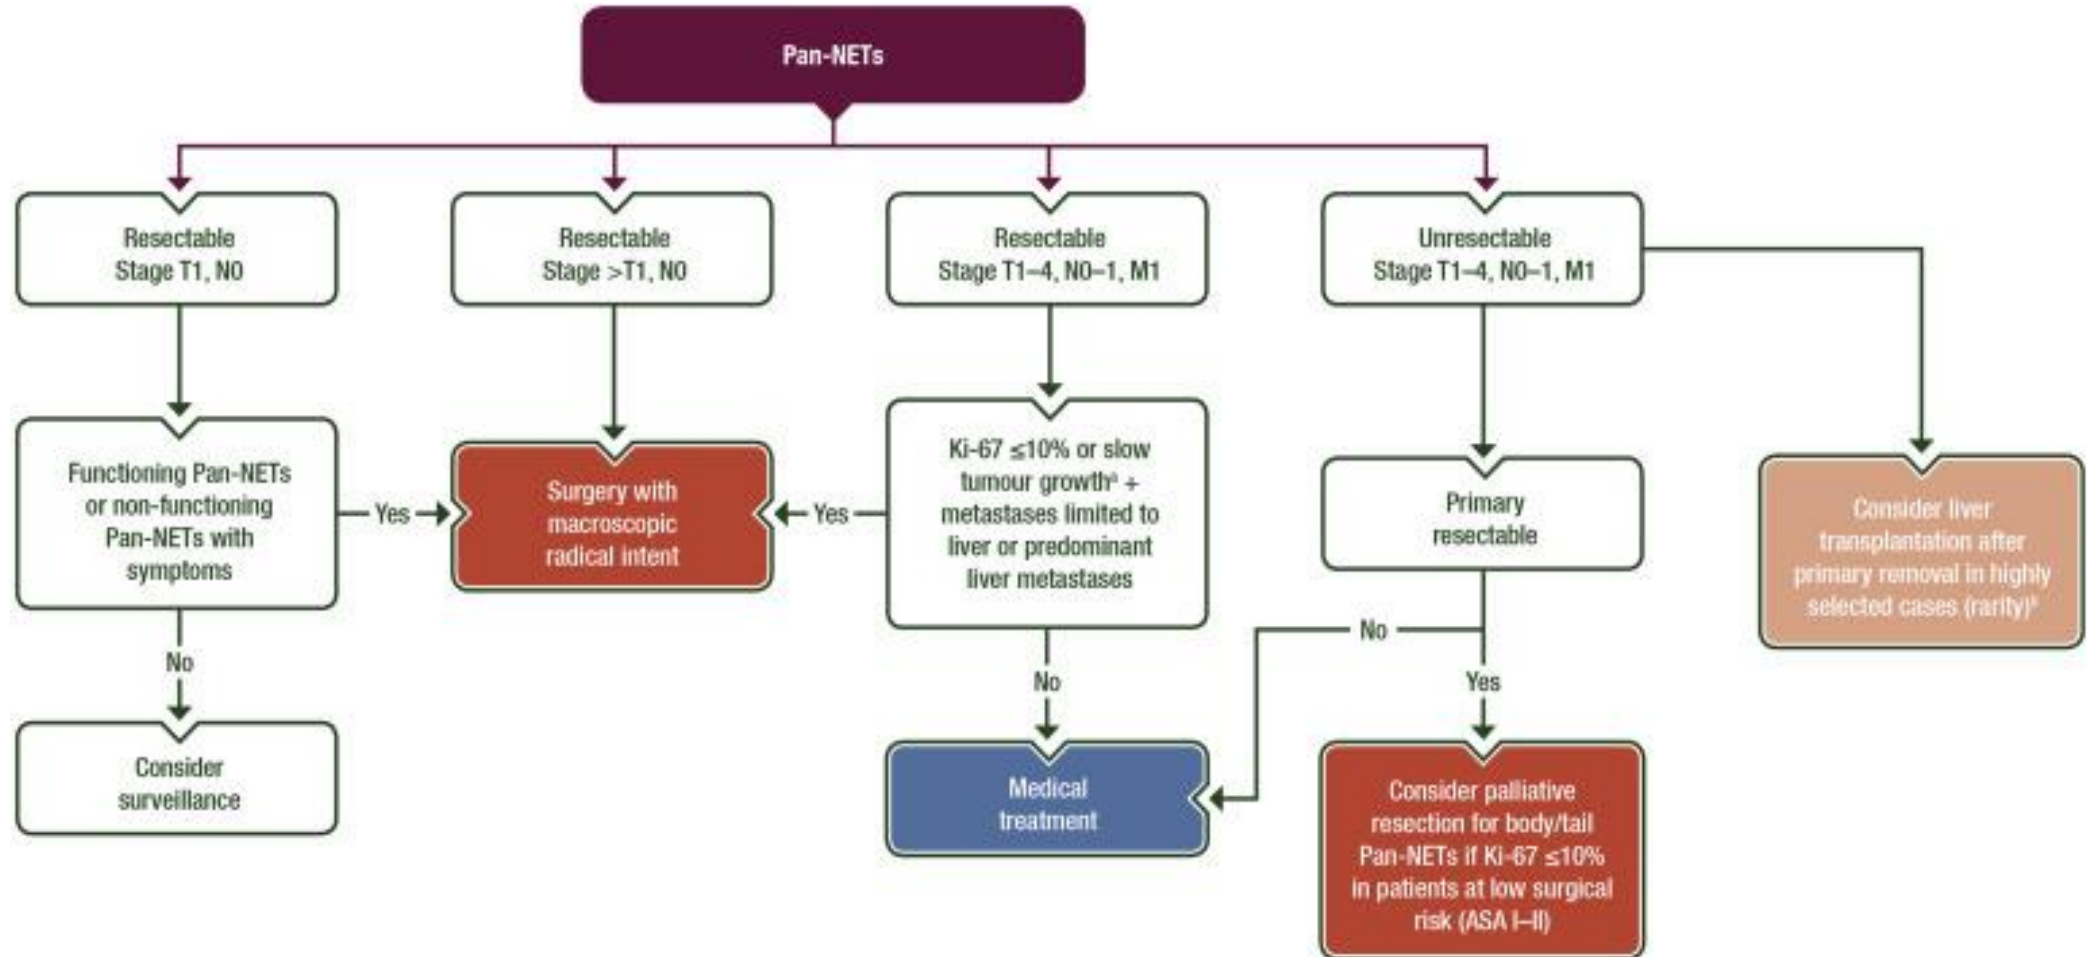 Pan-NETs
Resectable
Stage T1, N0
Resectable
Stage >T1, N0
Resectable
Stage T1–4, N0–1, M1
Unresectable
Stage T1–4, N0–1, M1
Functioning Pan-NETs
or non-functioning
Pan-NETs with
symptoms
Yes
Surgery with
macroscopic
radical intent
Yes
Ki-67 ≤10% or slow
tumour growthᵃ +
metastases limited to
liver or predominant
liver metastases
Primary
resectable
Consider liver
transplantation after
primary removal in highly
selected cases (rarity)ᵇ
No
No
No
Yes
Consider
surveillance
Medical
treatment
Consider palliative
resection for body/tail
Pan-NETs if Ki-67 ≤10%
in patients at low surgical
risk (ASA I–II)